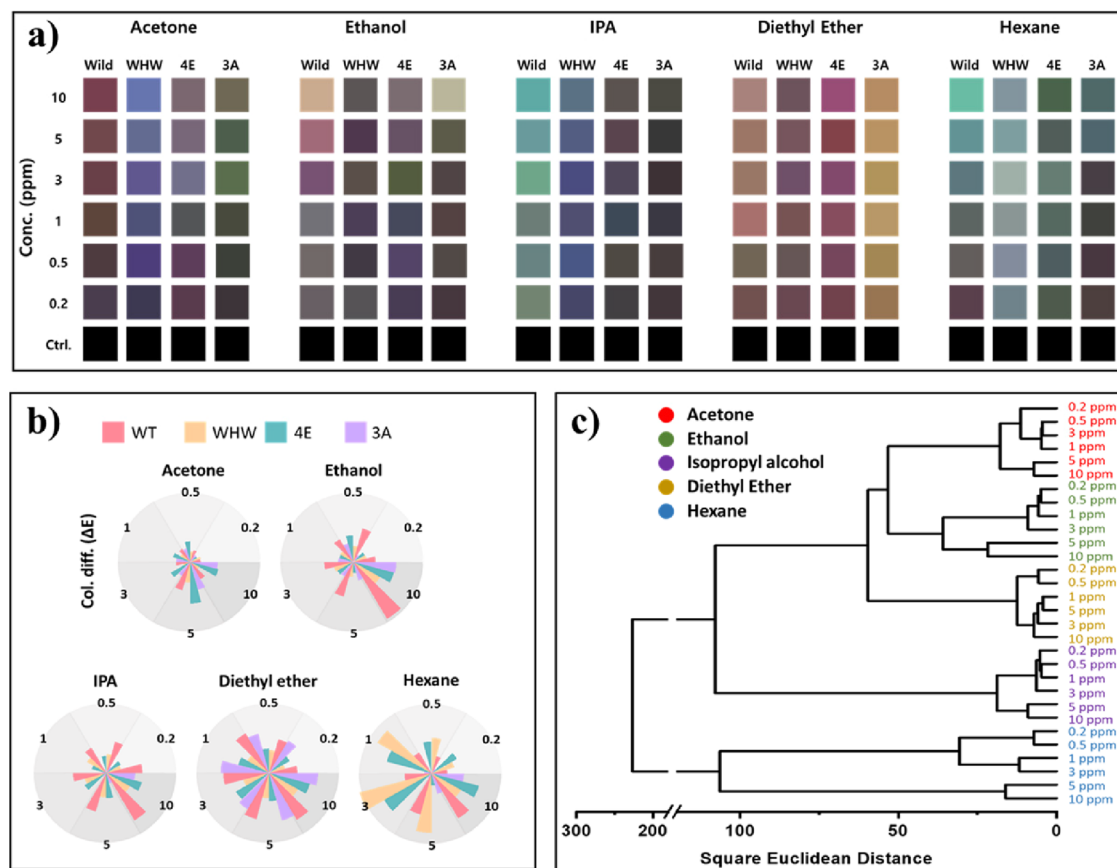 a)
Acetone Ethanol IPA Diethyl Ether Hexane
Wild WHW 4E 3A Wild WHW 4E 3A Wild WHW 4E 3A Wild WHW 4E 3A Wild WHW 4E 3A
Conc. (ppm)
10
5
3
1
0.5
0.2
Ctrl.
b)
WT WHW 4E 3A
Col. diff. (ΔE)
Acetone Ethanol
0.5 0.5
1 0.2 1 0.2
3 10 3 10
5 5
IPA Diethyl ether Hexane
0.5 0.5 0.5
1 0.2 1 0.2 1 0.2
3 10 3 10 3 10
5 5 5
c)
Acetone
Ethanol
Isopropyl alcohol
Diethyl Ether
Hexane
0.2 ppm
0.5 ppm
3 ppm
1 ppm
5 ppm
10 ppm
0.2 ppm
0.5 ppm
1 ppm
3 ppm
5 ppm
10 ppm
0.2 ppm
0.5 ppm
1 ppm
5 ppm
3 ppm
10 ppm
0.2 ppm
0.5 ppm
1 ppm
3 ppm
5 ppm
10 ppm
0.2 ppm
0.5 ppm
1 ppm
3 ppm
5 ppm
10 ppm
300 200 100 50 0
Square Euclidean Distance